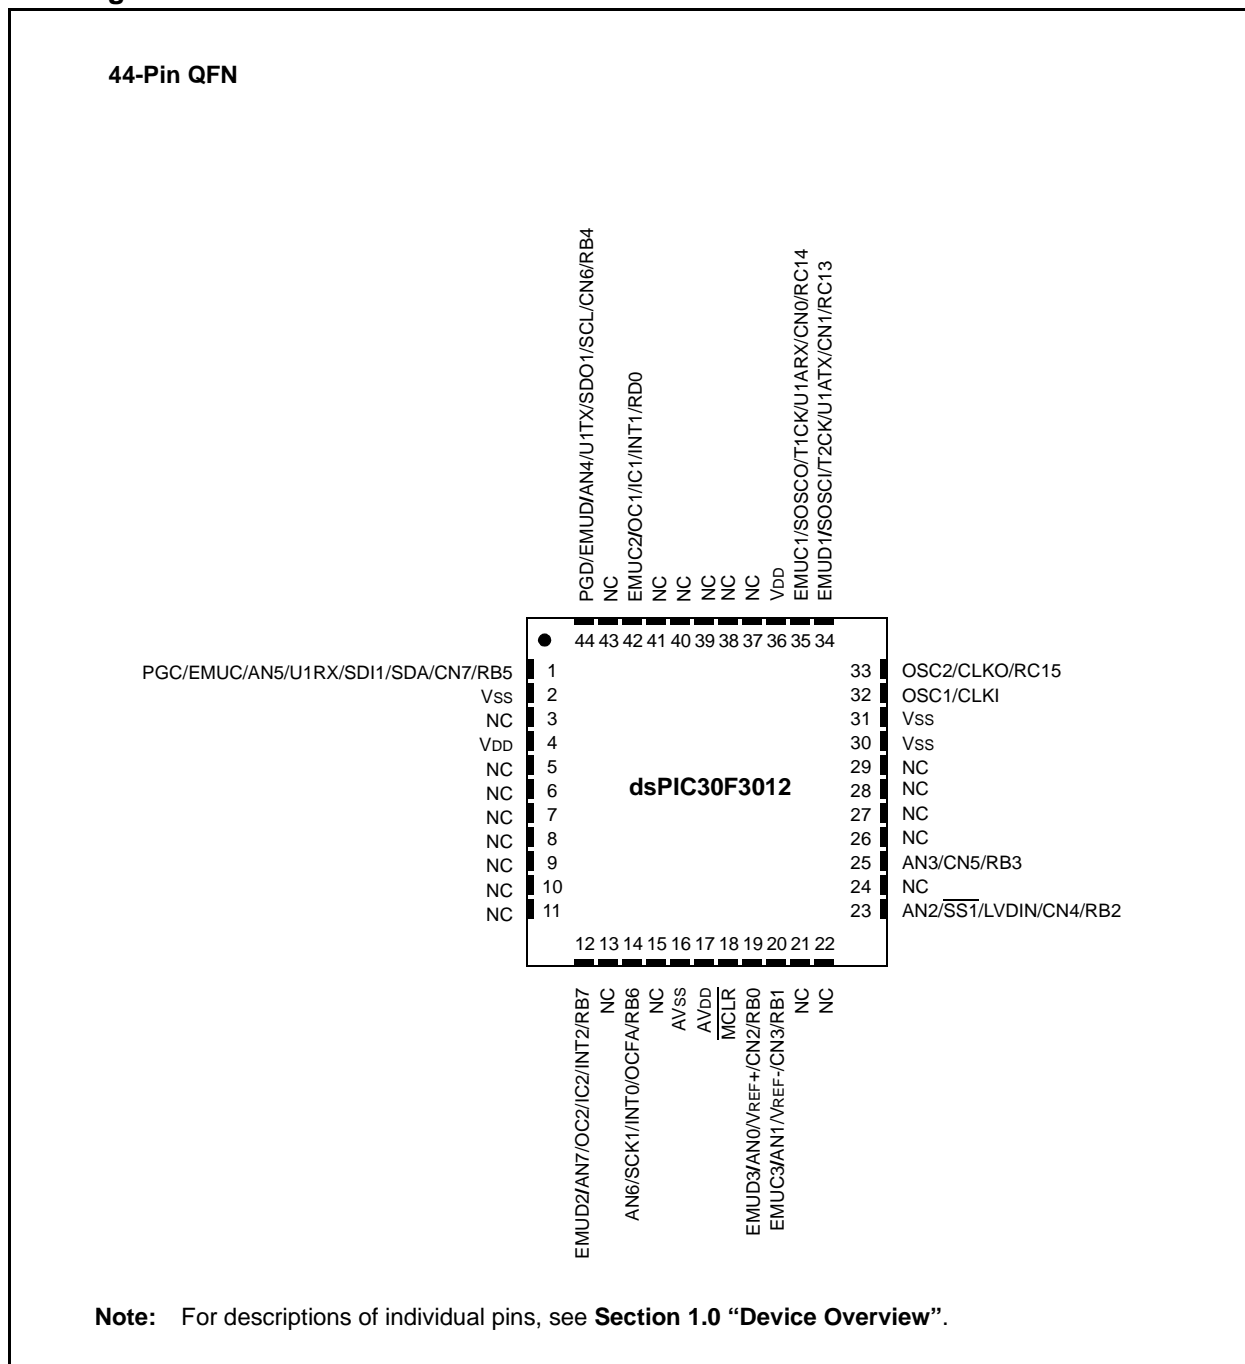 44-Pin QFN
PGD/EMUD/AN4/U1TX/SDO1/SCL/CN6/RB4
NC
EMUC2/OC1/IC1/INT1/RD0
NC
NC
NC
NC
NC
VDD
EMUC1/SOSCO/T1CK/U1ARX/CN0/RC14
EMUD1/SOSCI/T2CK/U1ATX/CN1/RC13
44 43 42 41 40 39 38 37 36 35 34
PGC/EMUC/AN5/U1RX/SDI1/SDA/CN7/RB5 1
VSS 2
NC 3
VDD 4
NC 5
NC 6
NC 7
NC 8
NC 9
NC 10
NC 11
dsPIC30F3012
33 OSC2/CLKO/RC15
32 OSC1/CLKI
31 VSS
30 VSS
29 NC
28 NC
27 NC
26 NC
25 AN3/CN5/RB3
24 NC
23 AN2/SS1/LVDIN/CN4/RB2
12 13 14 15 16 17 18 19 20 21 22
EMUD2/AN7/OC2/IC2/INT2/RB7
NC
AN6/SCK1/INT0/OCFA/RB6
NC
AVSS
AVDD
MCLR
EMUD3/AN0/VREF+/CN2/RB0
EMUC3/AN1/VREF-/CN3/RB1
NC
NC
Note: For descriptions of individual pins, see Section 1.0 “Device Overview”.